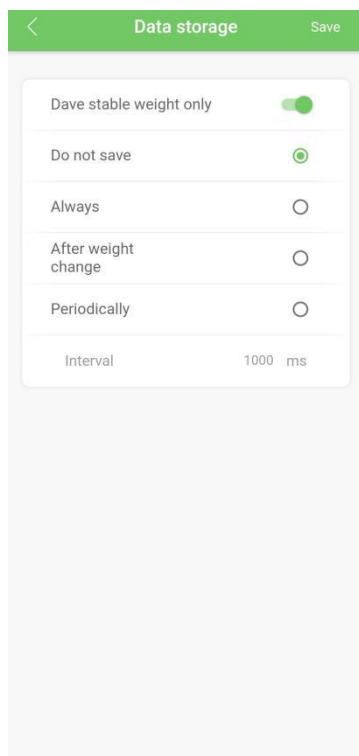 Data storage
Save
Dave stable weight only
Do not save
Always
After weight
change
Periodically
Interval 1000 ms